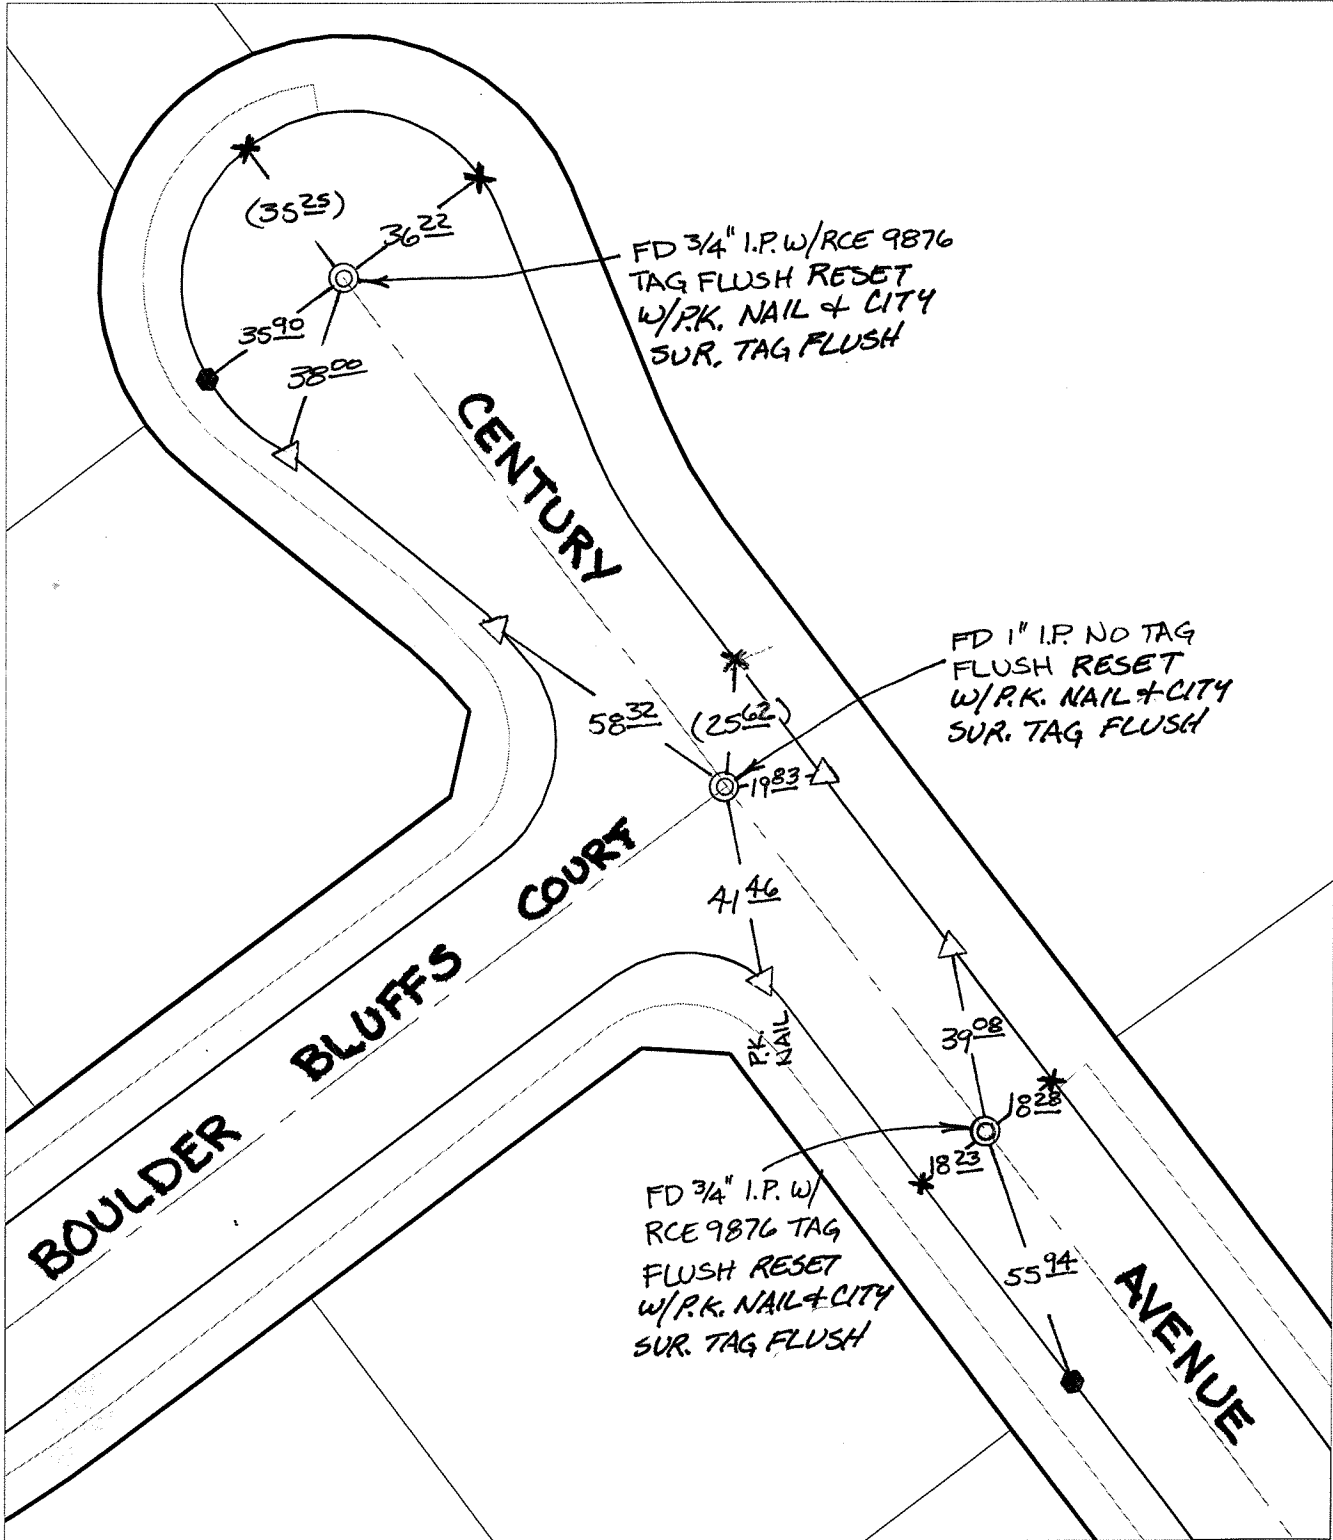 (35 25)
36 22
FD 3/4" I.P. W/RCE 9876
TAG FLUSH RESET
W/P.K. NAIL & CITY
SUR. TAG FLUSH
35 90
38 00
CENTURY
FD 1" I.P. NO TAG
FLUSH RESET
W/P.K. NAIL & CITY
SUR. TAG FLUSH
58 32
(25 62)
19 83
COURT
41 46
BLUFFS
P.K.
NAIL
39 08
18 28
BOULDER
18 23
FD 3/4" I.P. W/
RCE 9876 TAG
FLUSH RESET
W/P.K. NAIL & CITY
SUR. TAG FLUSH
55 94
AVENUE